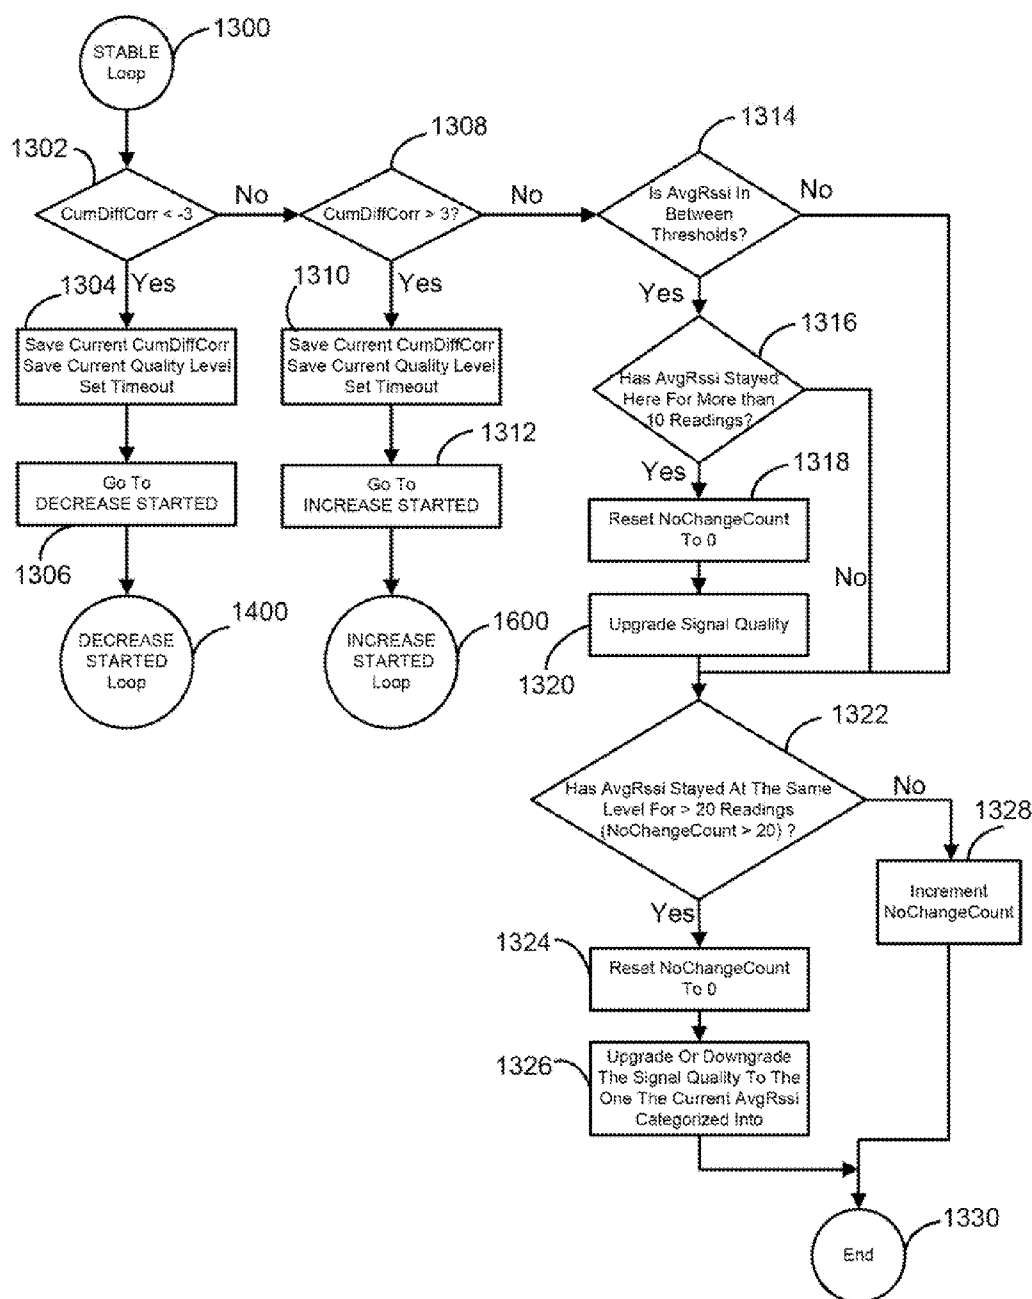 1300
STABLE
Loop
1302
CumDiffCorr < -3
No
1308
CumDiffCorr > 3?
No
1314
Is AvgRssi In
Between
Thresholds?
No
Yes
1304
Save Current CumDiffCorr
Save Current Quality Level
Set Timeout
Yes
1310
Save Current CumDiffCorr
Save Current Quality Level
Set Timeout
Yes
1316
Has AvgRssi Stayed
Here For More than
10 Readings?
Go To
DECREASE STARTED
1306
1312
Go To
INCREASE STARTED
Yes
1318
Reset NoChangeCount
To 0
No
DECREASE
STARTED
Loop
1400
INCREASE
STARTED
Loop
1600
Upgrade Signal Quality
1320
1322
Has AvgRssi Stayed At The Same
Level For > 20 Readings
(NoChangeCount > 20) ?
No
1328
Increment
NoChangeCount
Yes
1324
Reset NoChangeCount
To 0
1326
Upgrade Or Downgrade
The Signal Quality To The
One The Current AvgRssi
Categorized Into
End
1330